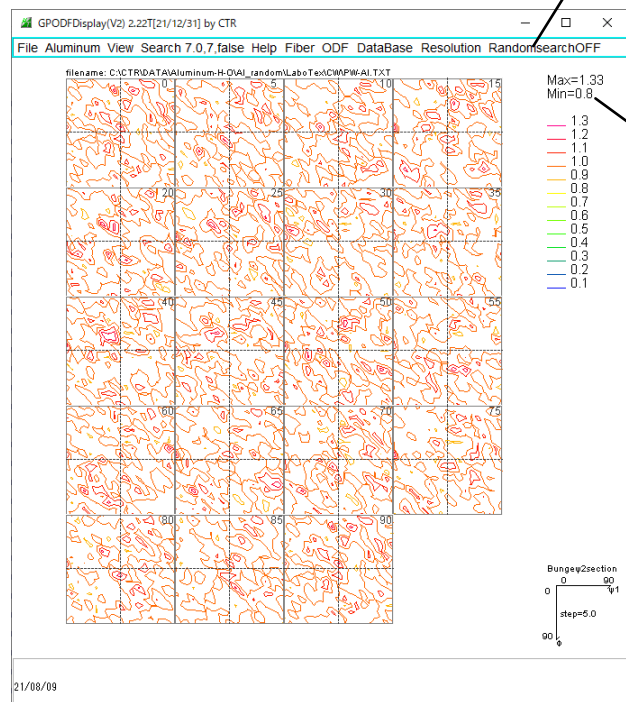 GPODFDisplay(V2) 2.22T[21/12/31] by CTR
File Aluminum View Search 7.0,7,false Help Fiber ODF DataBase Resolution RandomsearchOFF
filename: C:\CTR\DATA\Aluminum-H-O\Al_random\LaboTex\CW\PW-Al.TXT
Max=1.33
Min=0.8
0 5 10 15
1.3
1.2
1.1
1.0
0.9
0.8
0.7
0.6
0.5
0.4
0.3
0.2
0.1
20 25 30 35
40 45 50 55
60 65 70 75
80 85 90
Bungeψ2section
0 90
0 ψ1
step=5.0
90
Φ
21/08/09